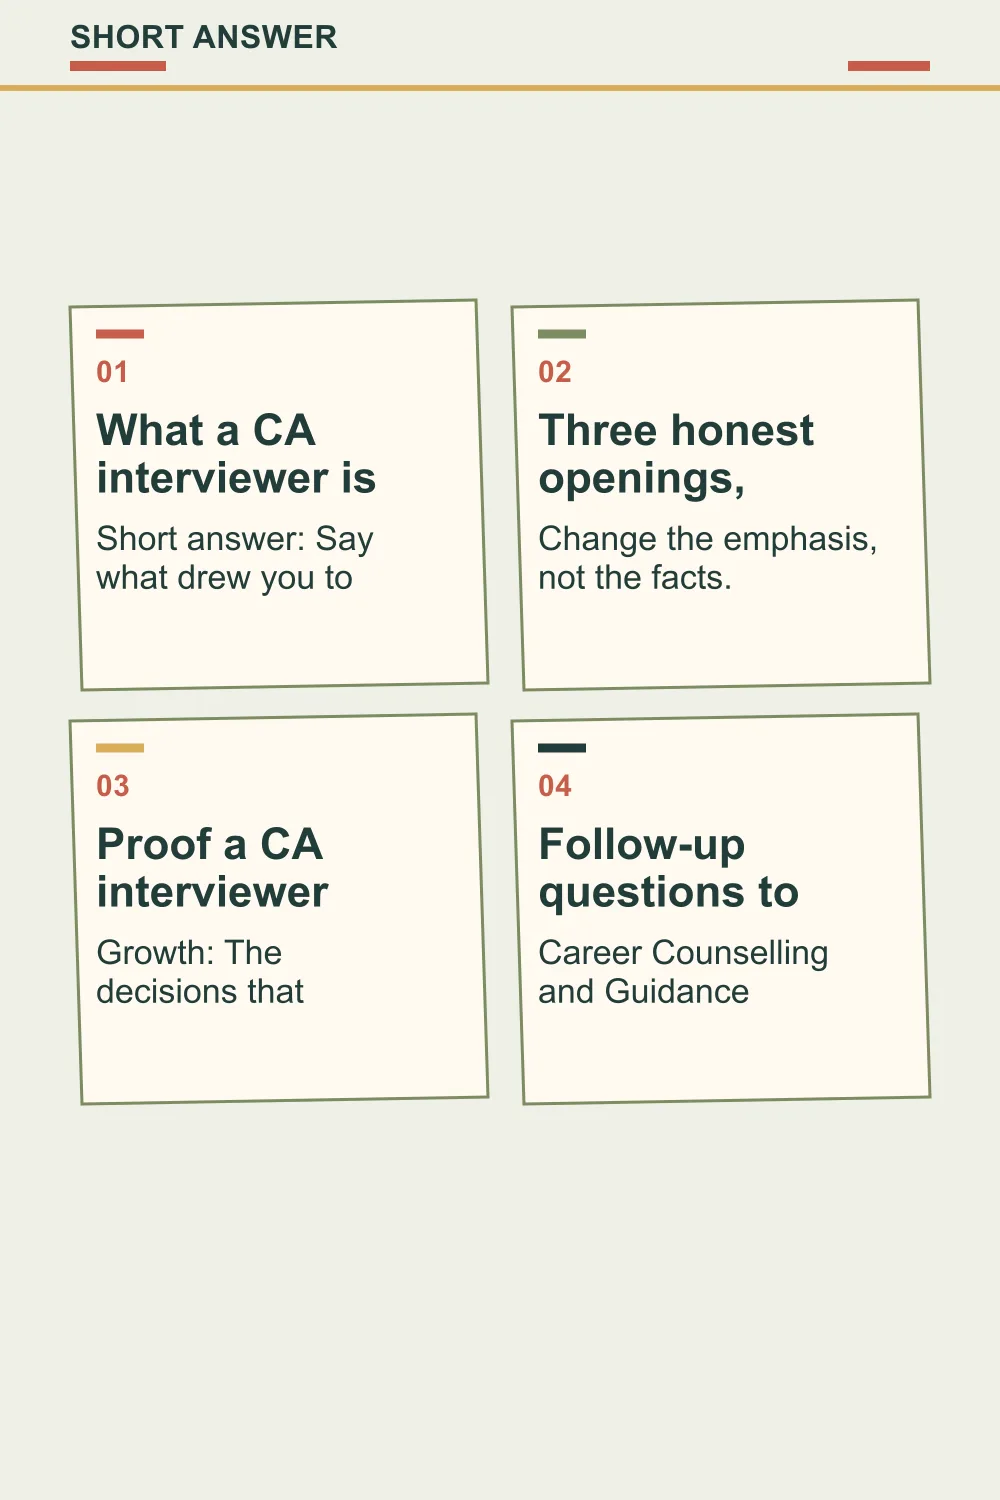 SHORT ANSWER
01
What a CA
interviewer is
Short answer: Say
what drew you to
02
Three honest
openings,
Change the emphasis,
not the facts.
03
Proof a CA
interviewer
Growth: The
decisions that
04
Follow-up
questions to
Career Counselling
and Guidance